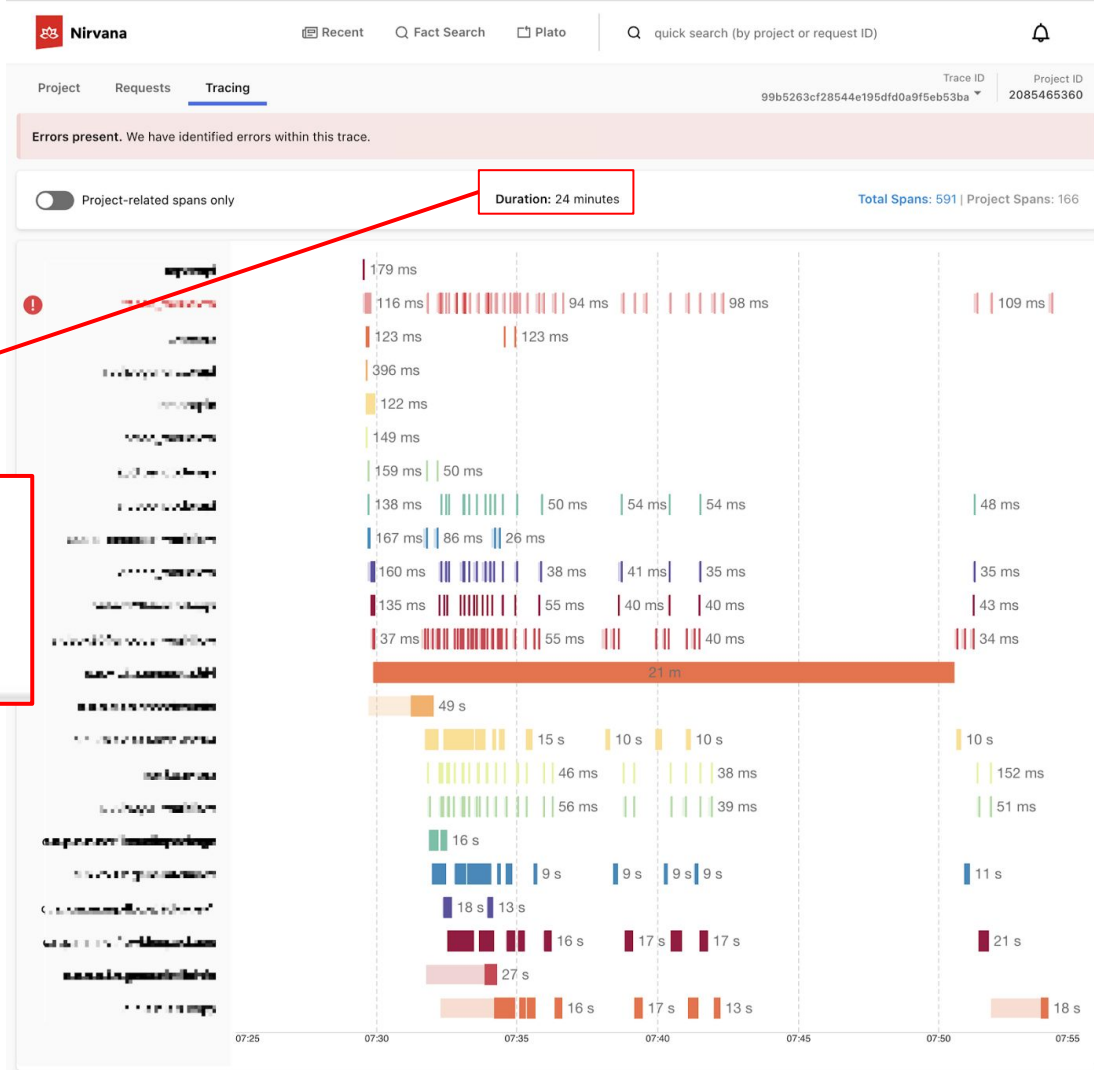 Nirvana Recent Fact Search Plato quick search (by project or request ID)
Project Requests Tracing
Trace ID
99b5263cf28544e195dfd0a9f5eb53ba
Project ID
2085465360
Errors present. We have identified errors within this trace.
Project-related spans only Duration: 24 minutes Total Spans: 591 | Project Spans: 166
179 ms
116 ms 94 ms 98 ms 109 ms
123 ms 123 ms
396 ms
122 ms
149 ms
159 ms 50 ms
138 ms 50 ms 54 ms 54 ms 48 ms
167 ms 86 ms 26 ms
160 ms 38 ms 41 ms 35 ms 35 ms
135 ms 55 ms 40 ms 40 ms 43 ms
37 ms 55 ms 40 ms 34 ms
21 m
49 s
15 s 10 s 10 s 10 s
46 ms 38 ms 152 ms
56 ms 39 ms 51 ms
16 s
9 s 9 s 9 s 9 s 11 s
18 s 13 s
16 s 17 s 17 s 21 s
27 s
16 s 17 s 13 s 18 s
07:25 07:30 07:35 07:40 07:45 07:50 07:55